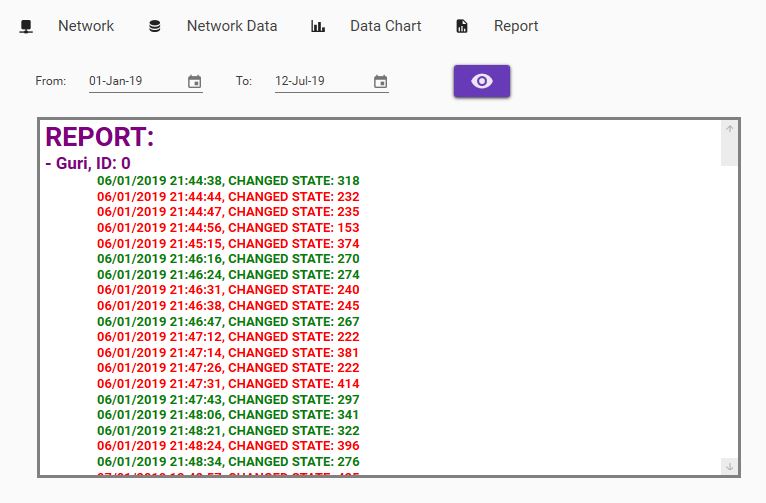 Network Network Data Data Chart Report
From: 01-Jan-19 To: 12-Jul-19
REPORT:
- Guri, ID: 0
06/01/2019 21:44:38, CHANGED STATE: 318
06/01/2019 21:44:44, CHANGED STATE: 232
06/01/2019 21:44:47, CHANGED STATE: 235
06/01/2019 21:44:56, CHANGED STATE: 153
06/01/2019 21:45:15, CHANGED STATE: 374
06/01/2019 21:46:16, CHANGED STATE: 270
06/01/2019 21:46:24, CHANGED STATE: 274
06/01/2019 21:46:31, CHANGED STATE: 240
06/01/2019 21:46:38, CHANGED STATE: 245
06/01/2019 21:46:47, CHANGED STATE: 267
06/01/2019 21:47:12, CHANGED STATE: 222
06/01/2019 21:47:14, CHANGED STATE: 381
06/01/2019 21:47:26, CHANGED STATE: 222
06/01/2019 21:47:31, CHANGED STATE: 414
06/01/2019 21:47:43, CHANGED STATE: 297
06/01/2019 21:48:06, CHANGED STATE: 341
06/01/2019 21:48:21, CHANGED STATE: 322
06/01/2019 21:48:24, CHANGED STATE: 396
06/01/2019 21:48:34, CHANGED STATE: 276